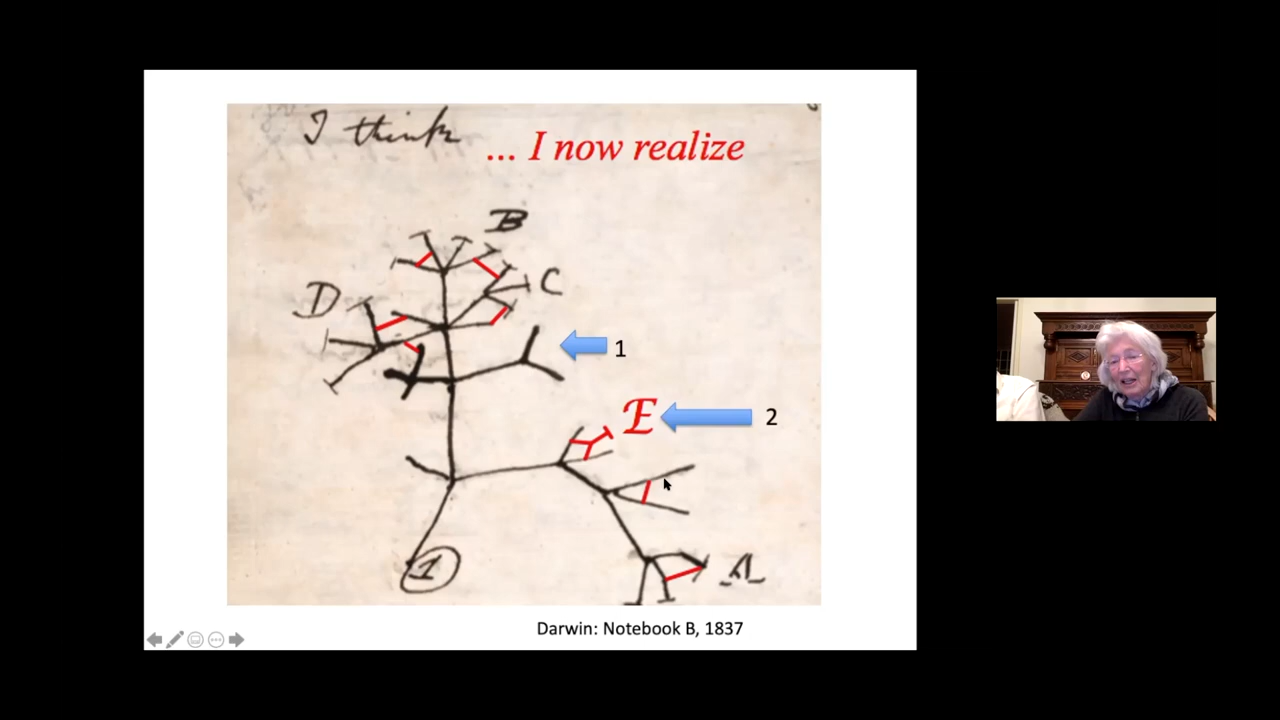 I think
... I now realize
B
C
D
1
E
2
A
1
Darwin: Notebook B, 1837